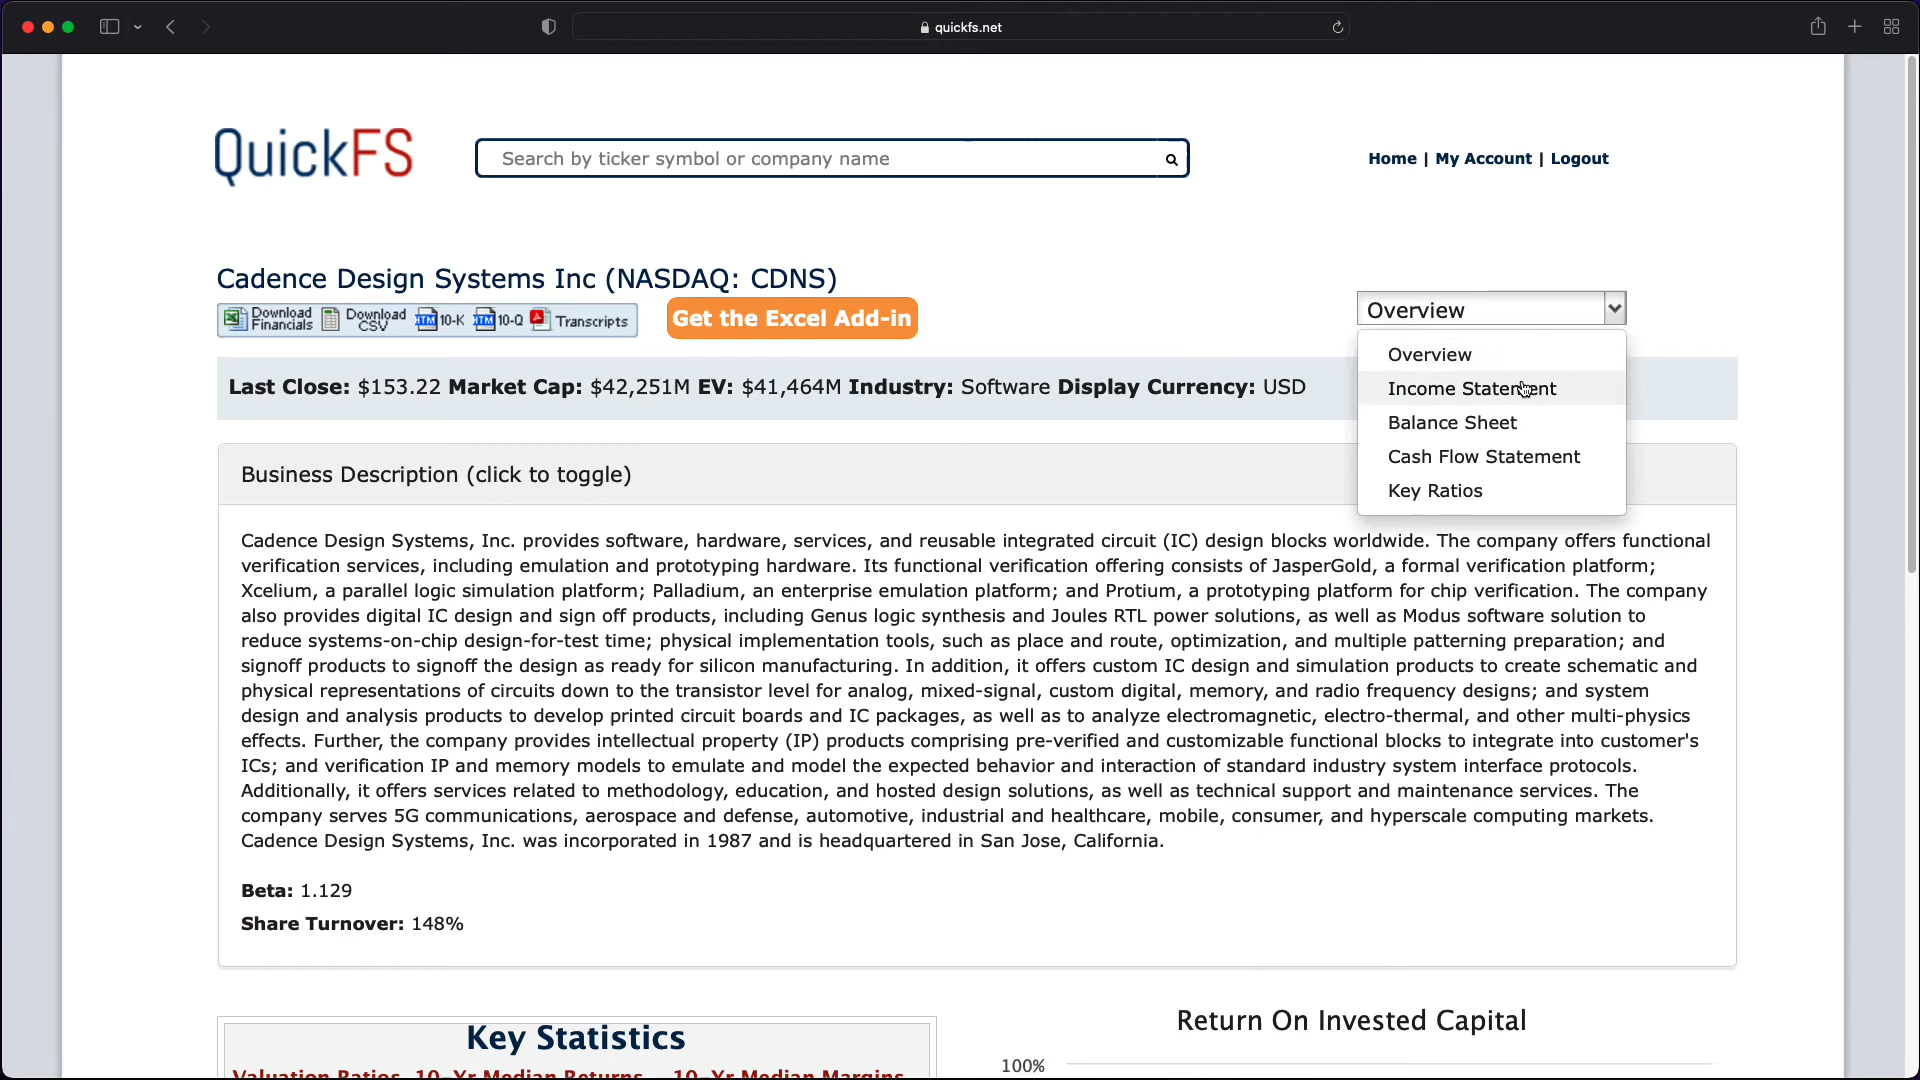 quickfs.net
QuickFS
Search by ticker symbol or company name
Home | My Account | Logout
Cadence Design Systems Inc (NASDAQ: CDNS)
Download Financials
Download CSV
10-K
10-Q
Transcripts
Get the Excel Add-in
Overview
Overview
Income Statement
Balance Sheet
Cash Flow Statement
Key Ratios
Last Close: $153.22 Market Cap: $42,251M EV: $41,464M Industry: Software Display Currency: USD
Business Description (click to toggle)
Cadence Design Systems, Inc. provides software, hardware, services, and reusable integrated circuit (IC) design blocks worldwide. The company offers functional
verification services, including emulation and prototyping hardware. Its functional verification offering consists of JasperGold, a formal verification platform;
Xcelium, a parallel logic simulation platform; Palladium, an enterprise emulation platform; and Protium, a prototyping platform for chip verification. The company
also provides digital IC design and sign off products, including Genus logic synthesis and Joules RTL power solutions, as well as Modus software solution to
reduce systems-on-chip design-for-test time; physical implementation tools, such as place and route, optimization, and multiple patterning preparation; and
signoff products to signoff the design as ready for silicon manufacturing. In addition, it offers custom IC design and simulation products to create schematic and
physical representations of circuits down to the transistor level for analog, mixed-signal, custom digital, memory, and radio frequency designs; and system
design and analysis products to develop printed circuit boards and IC packages, as well as to analyze electromagnetic, electro-thermal, and other multi-physics
effects. Further, the company provides intellectual property (IP) products comprising pre-verified and customizable functional blocks to integrate into customer's
ICs; and verification IP and memory models to emulate and model the expected behavior and interaction of standard industry system interface protocols.
Additionally, it offers services related to methodology, education, and hosted design solutions, as well as technical support and maintenance services. The
company serves 5G communications, aerospace and defense, automotive, industrial and healthcare, mobile, consumer, and hyperscale computing markets.
Cadence Design Systems, Inc. was incorporated in 1987 and is headquartered in San Jose, California.
Beta: 1.129
Share Turnover: 148%
Key Statistics
Valuation Ratios 10-Yr Median Returns 10-Yr Median Margins
Return On Invested Capital
100%